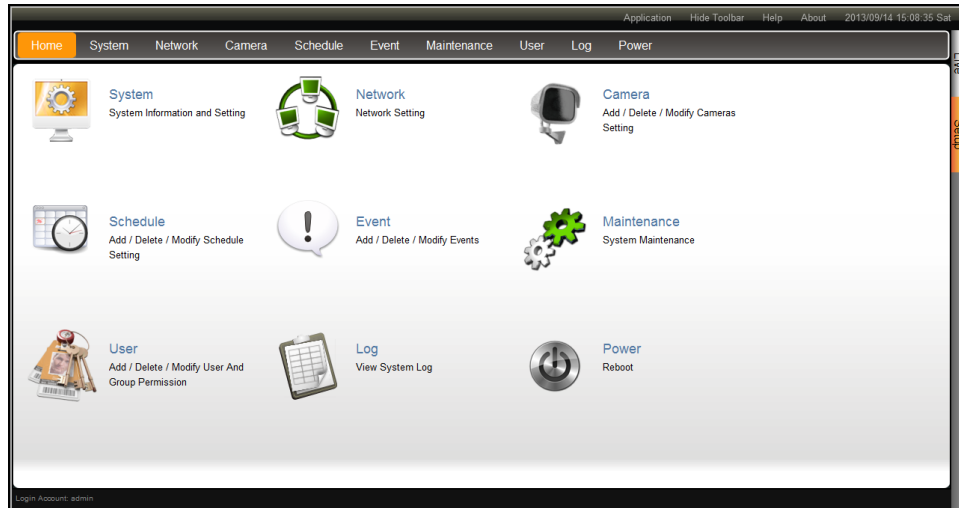 Application Hide Toolbar Help About 2013/09/14 15:08:35 Sat
Home System Network Camera Schedule Event Maintenance User Log Power
Live
Setup
System
System Information and Setting
Network
Network Setting
Camera
Add / Delete / Modify Cameras
Setting
Schedule
Add / Delete / Modify Schedule
Setting
Event
Add / Delete / Modify Events
Maintenance
System Maintenance
User
Add / Delete / Modify User And
Group Permission
Log
View System Log
Power
Reboot
Login Account: admin